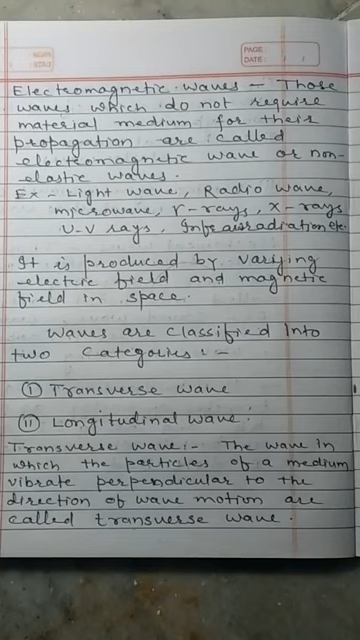 PAGE:
DATE: / /
Electromagnetic waves - Those
waves which do not require
material medium for their
propagation are called
electromagnetic wave or non-
elastic waves.
Ex - Light wave, Radio wave,
microwave, γ-rays, X-rays
U-V rays, Infraradiation etc.
It is produced by varying
electric field and magnetic
field in space.
Waves are classified into
two categories: -
(I) Transverse wave
(II) Longitudinal wave:
Transverse wave:- The wave in
which the particles of a medium
vibrate perpendicular to the
direction of wave motion are
called transverse wave.